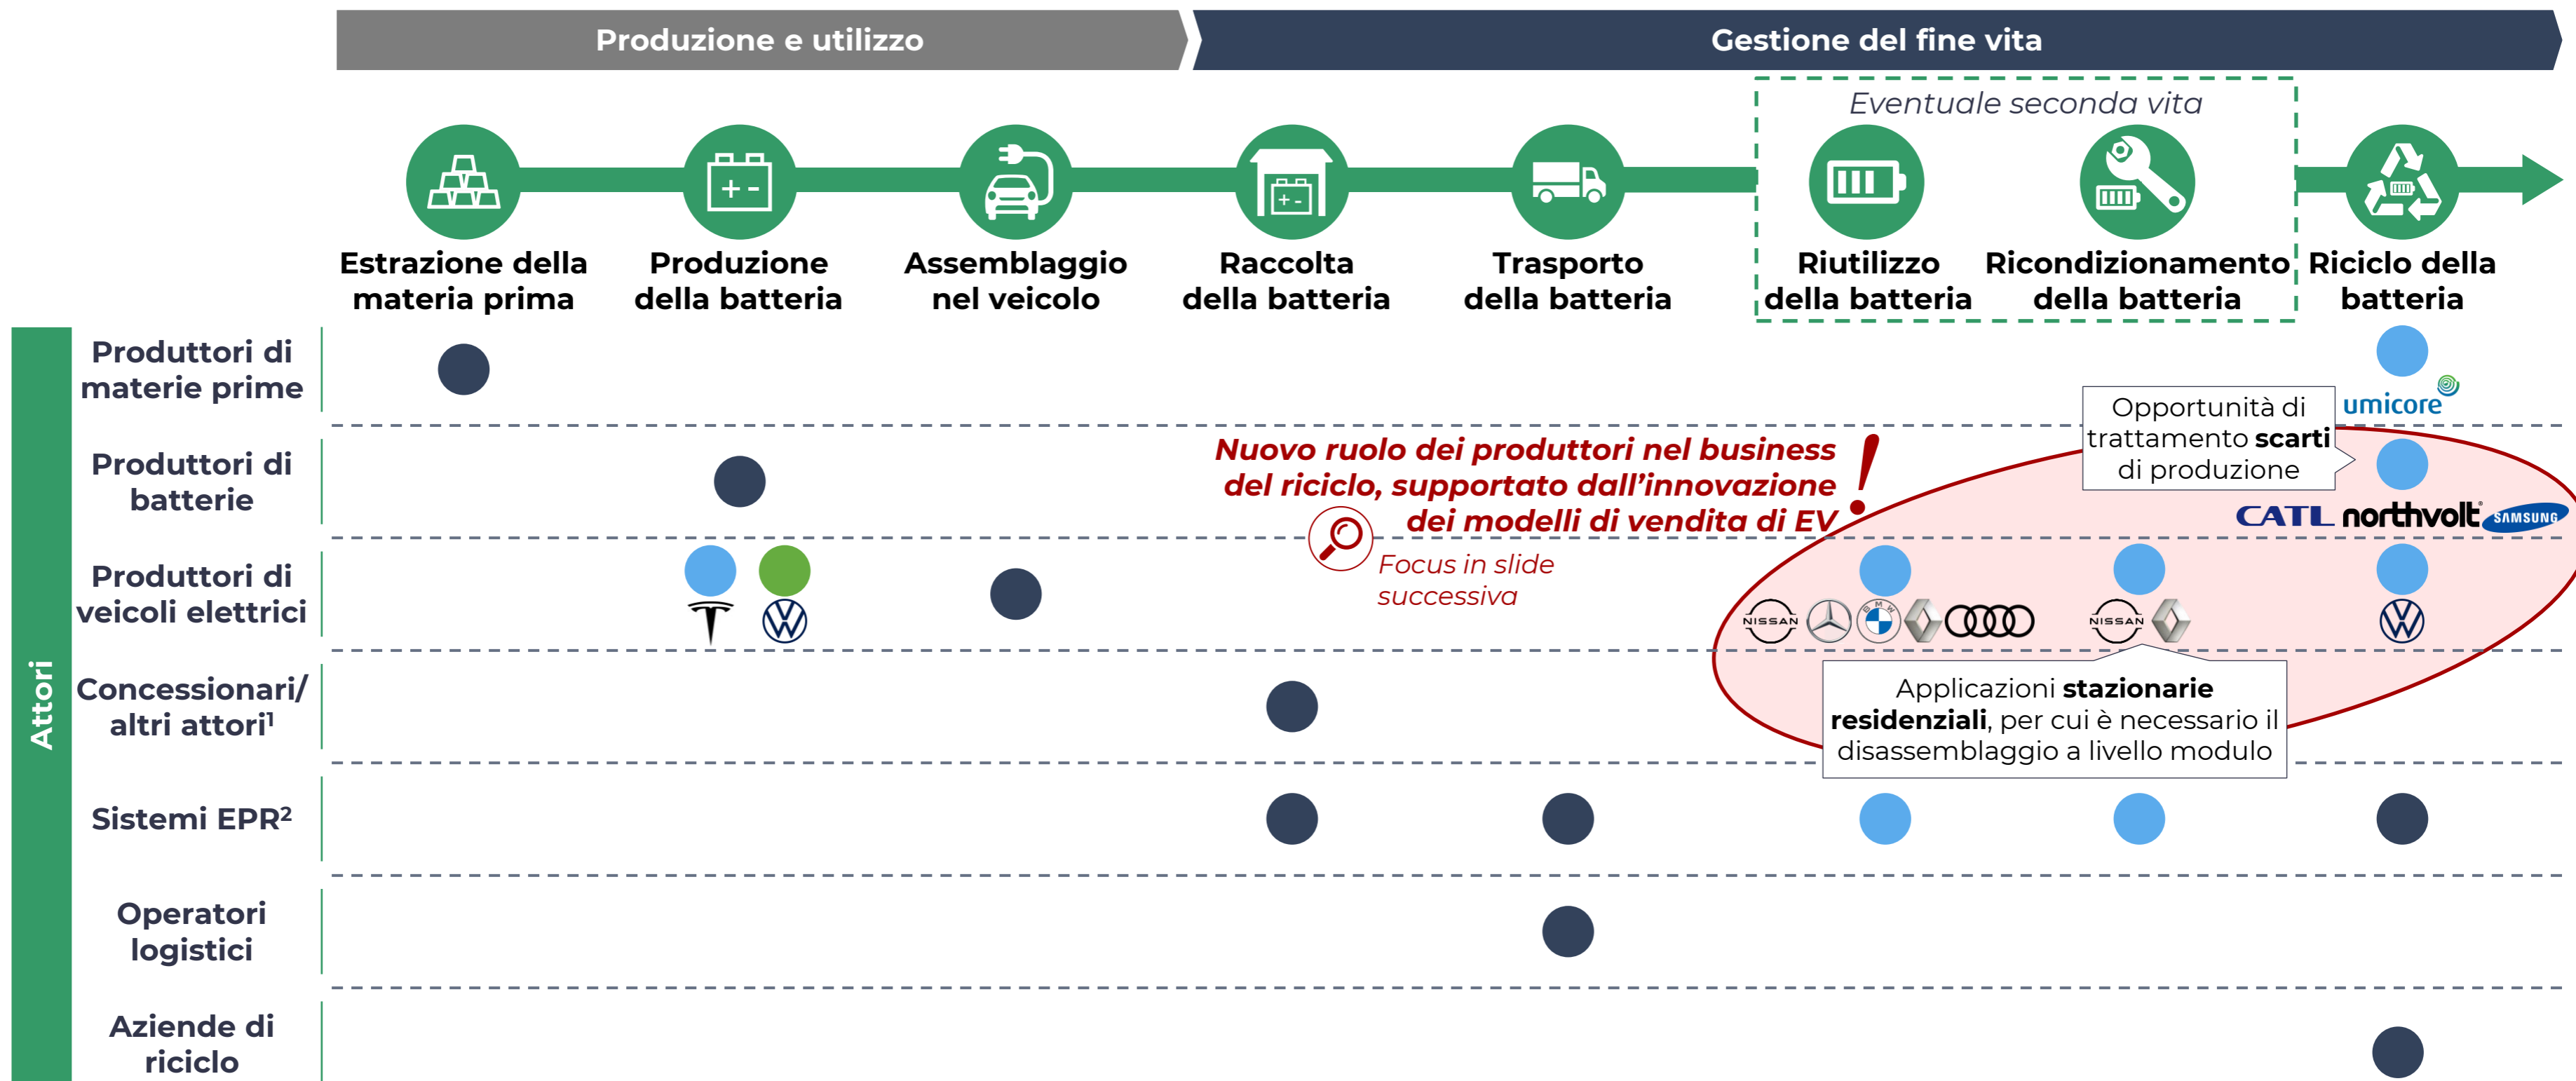 Produzione e utilizzo
Gestione del fine vita
Eventuale seconda vita
Estrazione della
materia prima
Produzione
della batteria
Assemblaggio
nel veicolo
Raccolta
della batteria
Trasporto
della batteria
Riutilizzo
della batteria
Ricondizionamento
della batteria
Riciclo della
batteria
Attori
Produttori di
materie prime
umicore
Opportunità di
trattamento scarti
di produzione
Produttori di
batterie
Nuovo ruolo dei produttori nel business
del riciclo, supportato dall'innovazione
dei modelli di vendita di EV
!
CATL northvolt SAMSUNG
Focus in slide
successiva
Produttori di
veicoli elettrici
NISSAN
BMW
NISSAN
Concessionari/
altri attori¹
Applicazioni stazionarie
residenziali, per cui è necessario il
disassemblaggio a livello modulo
Sistemi EPR²
Operatori
logistici
Aziende di
riciclo